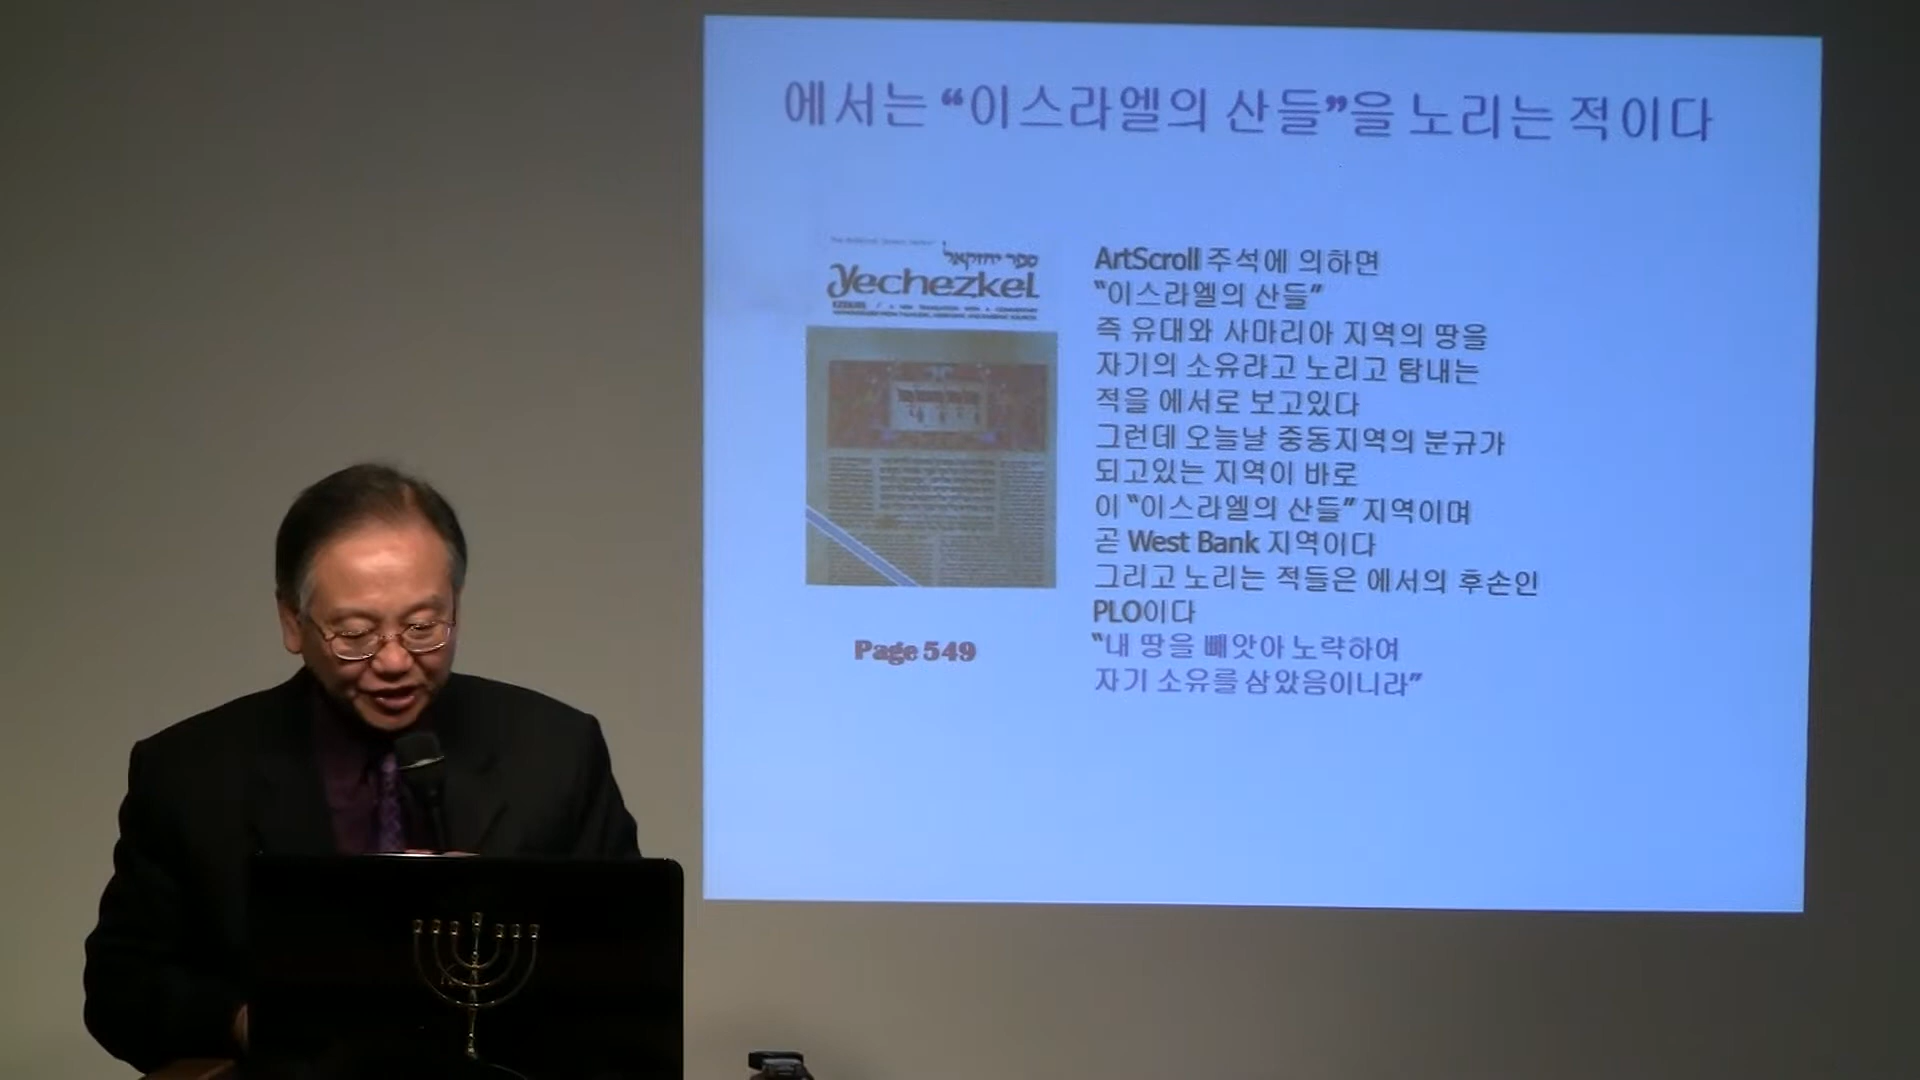 에서는 “이스라엘의 산들”을 노리는 적이다
ספר יחזקאל
Yechezkel
Page 549
ArtScroll 주석에 의하면
“이스라엘의 산들”
즉 유대와 사마리아 지역의 땅을
자기의 소유라고 노리고 탐내는
적을 에서로 보고있다
그런데 오늘날 중동지역의 분규가
되고있는 지역이 바로
이 “이스라엘의 산들” 지역이며
곧 West Bank 지역이다
그리고 노리는 적들은 에서의 후손인
PLO이다
“내 땅을 빼앗아 노략하여
자기 소유를 삼았음이니라”